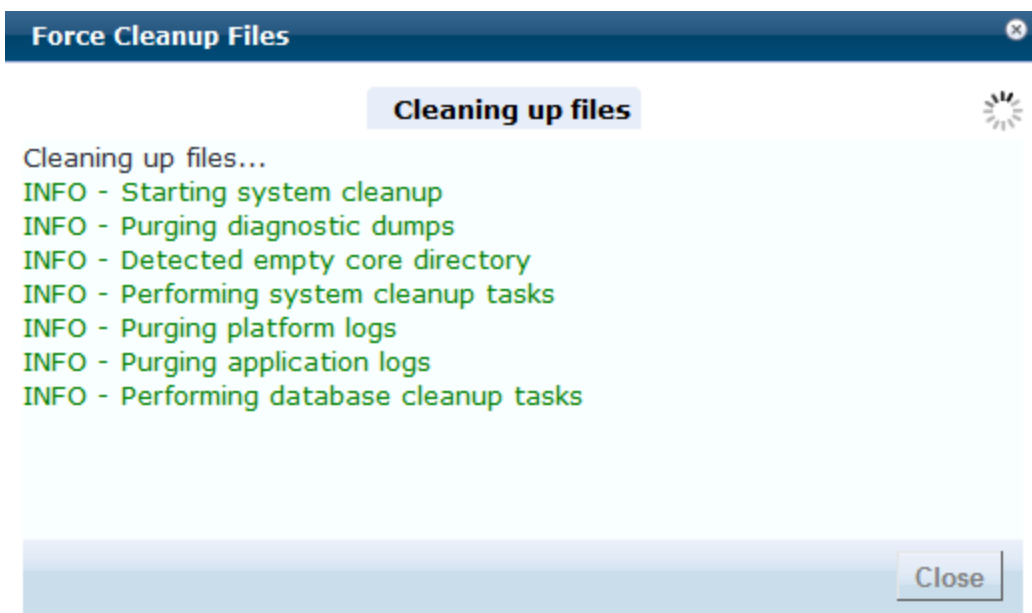 Force Cleanup Files
Cleaning up files
Cleaning up files...
INFO - Starting system cleanup
INFO - Purging diagnostic dumps
INFO - Detected empty core directory
INFO - Performing system cleanup tasks
INFO - Purging platform logs
INFO - Purging application logs
INFO - Performing database cleanup tasks
Close